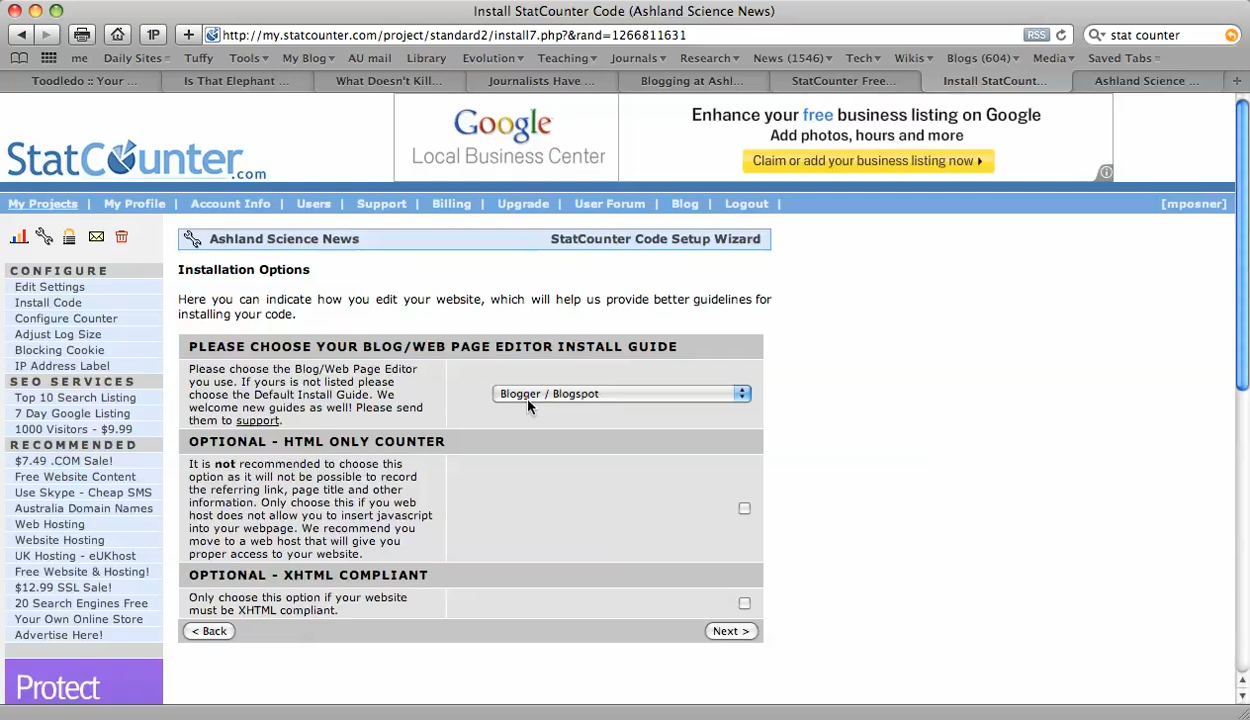 Install StatCounter Code (Ashland Science News)
1P
http://my.statcounter.com/project/standard2/install7.php?&rand=1266811631
RSS
stat counter
me Daily Sites Tuffy Tools My Blog AU mail Library Evolution Teaching Journals Research News (1546) Tech Wikis Blogs (604) Media Saved Tabs
Toodledo :: Your ... Is That Elephant ... What Doesn't Kill... Journalists Have ... Blogging at Ashl... StatCounter Free... Install StatCount... Ashland Science ...
StatCounter.com
Google
Local Business Center
Enhance your free business listing on Google
Add photos, hours and more
Claim or add your business listing now
My Projects | My Profile | Account Info | Users | Support | Billing | Upgrade | User Forum | Blog | Logout | [mposner]
CONFIGURE
Edit Settings
Install Code
Configure Counter
Adjust Log Size
Blocking Cookie
IP Address Label
SEO SERVICES
Top 10 Search Listing
7 Day Google Listing
1000 Visitors - $9.99
RECOMMENDED
$7.49 .COM Sale!
Free Website Content
Use Skype - Cheap SMS
Australia Domain Names
Web Hosting
Website Hosting
UK Hosting - eUKhost
Free Website & Hosting!
$12.99 SSL Sale!
20 Search Engines Free
Your Own Online Store
Advertise Here!
Protect
Ashland Science News StatCounter Code Setup Wizard
Installation Options
Here you can indicate how you edit your website, which will help us provide better guidelines for
installing your code.
PLEASE CHOOSE YOUR BLOG/WEB PAGE EDITOR INSTALL GUIDE
Please choose the Blog/Web Page Editor
you use. If yours is not listed please
choose the Default Install Guide. We
welcome new guides as well! Please send
them to support.
Blogger / Blogspot
OPTIONAL - HTML ONLY COUNTER
It is not recommended to choose this
option as it will not be possible to record
the referring link, page title and other
information. Only choose this if you web
host does not allow you to insert javascript
into your webpage. We recommend you
move to a web host that will give you
proper access to your website.
OPTIONAL - XHTML COMPLIANT
Only choose this option if your website
must be XHTML compliant.
< Back
Next >